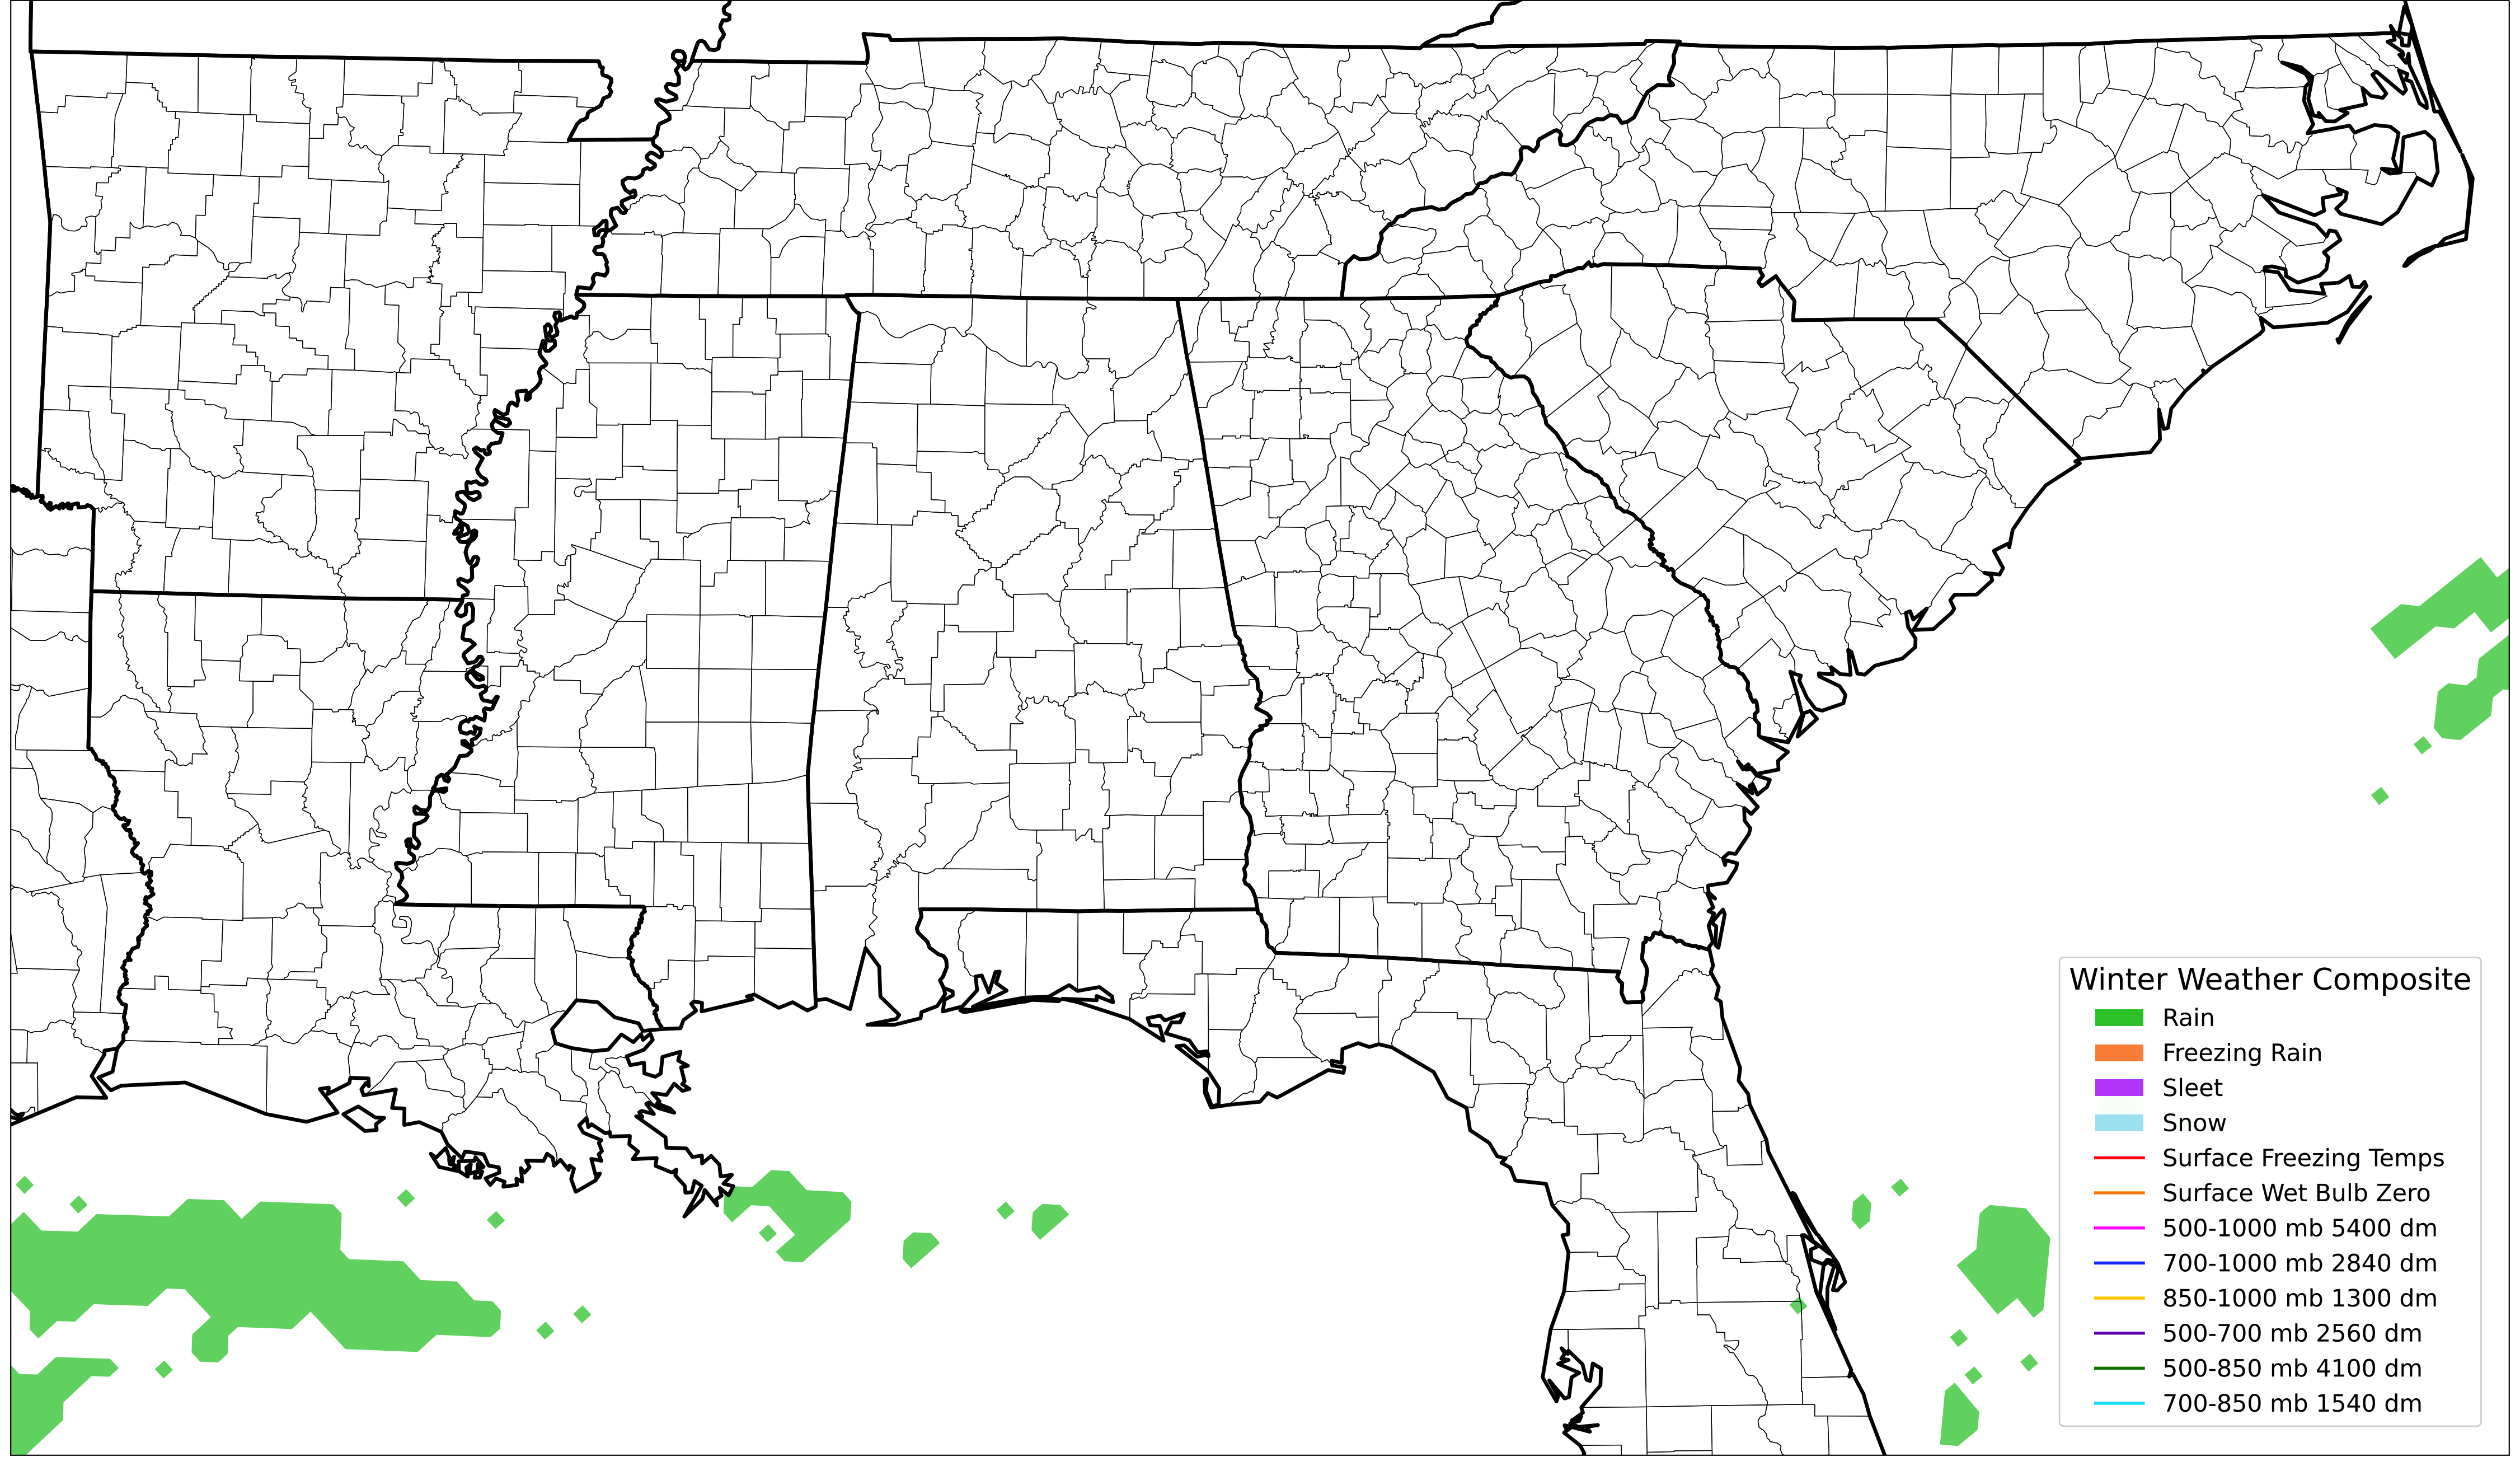 Winter Weather Composite
Rain
Freezing Rain
Sleet
Snow
Surface Freezing Temps
Surface Wet Bulb Zero
500-1000 mb 5400 dm
700-1000 mb 2840 dm
850-1000 mb 1300 dm
500-700 mb 2560 dm
500-850 mb 4100 dm
700-850 mb 1540 dm